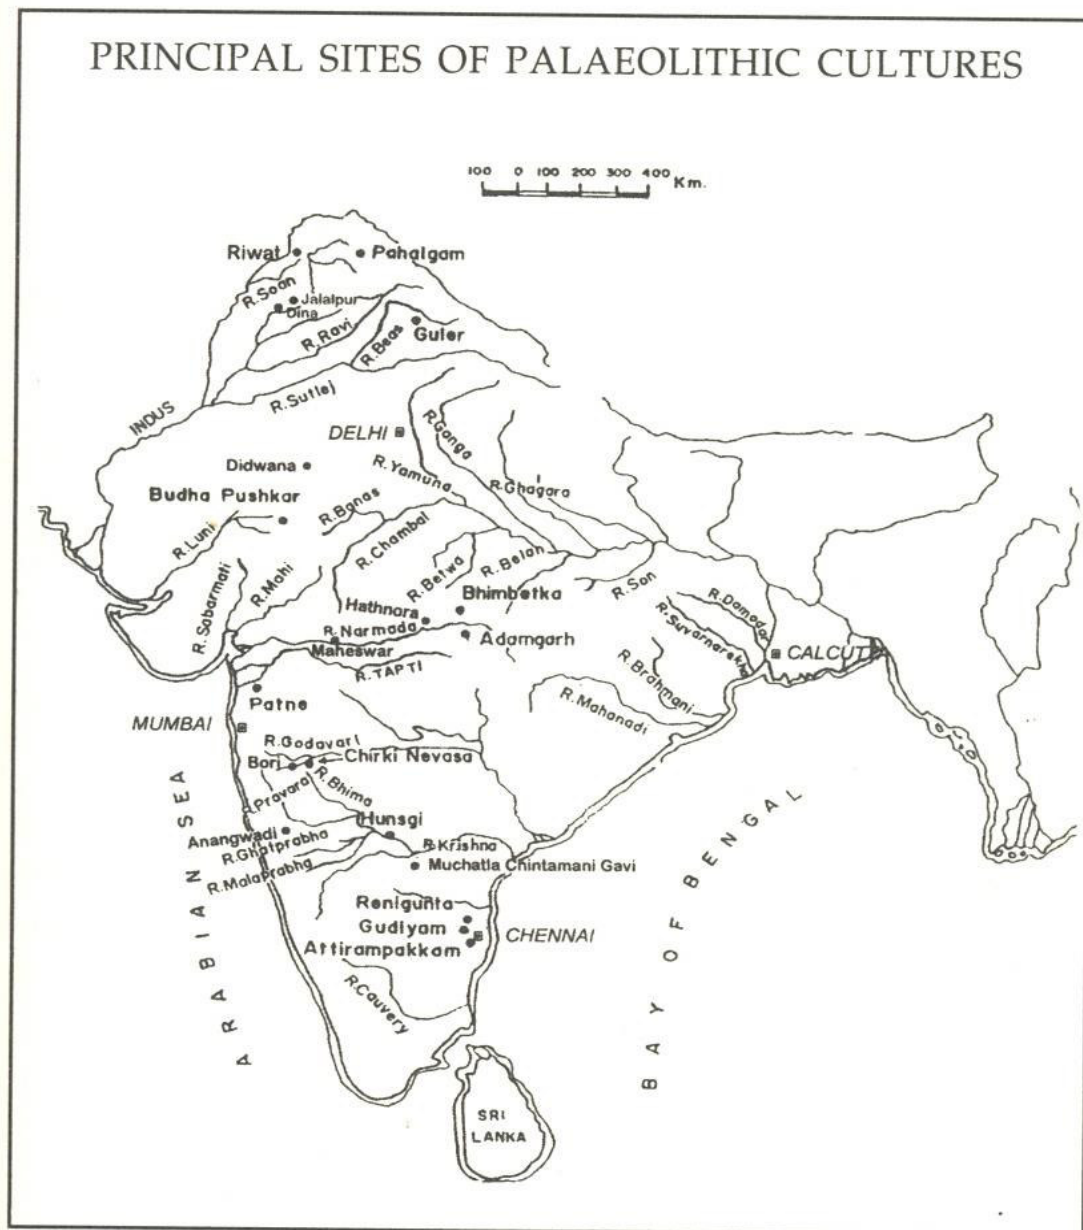 PRINCIPAL SITES OF PALAEOLITHIC CULTURES
100 0 100 200 300 400 Km.
Riwat
Pahalgam
R.Soan
Jalalpur
Dina
R.Ravi
R.Beas
Guler
INDUS
R.Sutlej
DELHI
R.Ganga
R.Yamuna
R.Ghagara
Didwana
Budha Pushkar
R.Banas
R.Luni
R.Chambal
R.Sabarmati
R.Mahi
R.Betwa
R.Belan
R.Son
R.Damodar
R.Suvarnarekha
Bhimbetka
Hathnora
R.Narmada
Adamgarh
Maheswar
R.TAPTI
CALCUTT
R.Brahmani
R.Mahanadi
Patne
MUMBAI
R.Godavari
Bori
Chirki Nevasa
R.Bhima
Pravara
Hunsgi
Anangwadi
R.Ghatprabha
R.Krishna
R.Malaprabha
Muchatla Chintamani Gavi
Renigunta
Gudiyam
CHENNAI
Attirampakkam
R.Cauvery
ARABIAN SEA
BAY OF BENGAL
SRI
LANKA